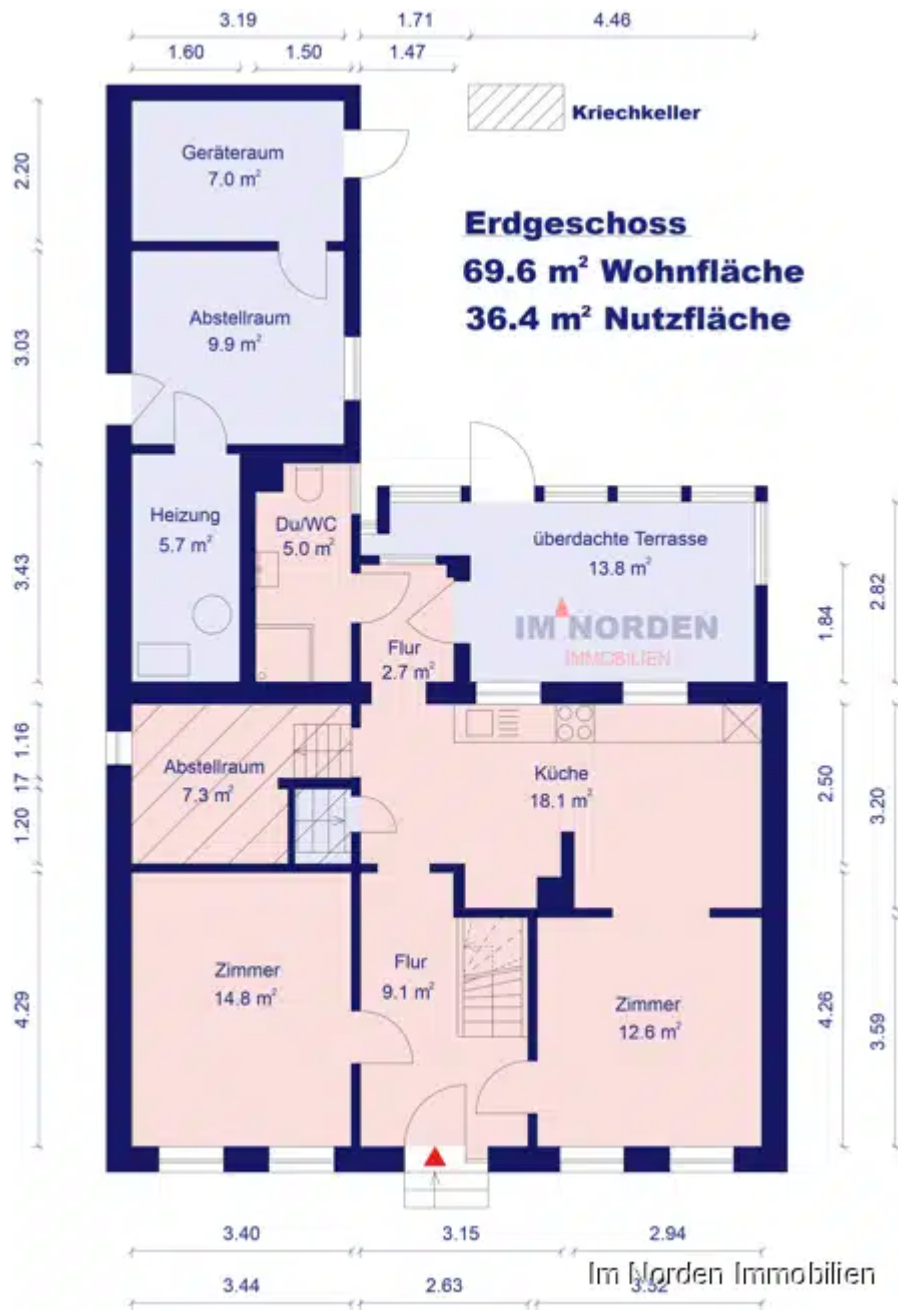 3.19 1.71 4.46
1.60 1.50 1.47
Kriechkeller
2.20
Geräteraum
7.0 m²
Erdgeschoss
69.6 m² Wohnfläche
36.4 m² Nutzfläche
3.03
Abstellraum
9.9 m²
3.43
Heizung
5.7 m²
Du/WC
5.0 m²
überdachte Terrasse
13.8 m²
IM NORDEN
IMMOBILIEN
1.84
2.82
Flur
2.7 m²
1.16
17
1.20
Abstellraum
7.3 m²
Küche
18.1 m²
2.50
3.20
4.29
Zimmer
14.8 m²
Flur
9.1 m²
Zimmer
12.6 m²
4.26
3.59
3.40 3.15 2.94
3.44 2.63 3.52
Im Norden Immobilien